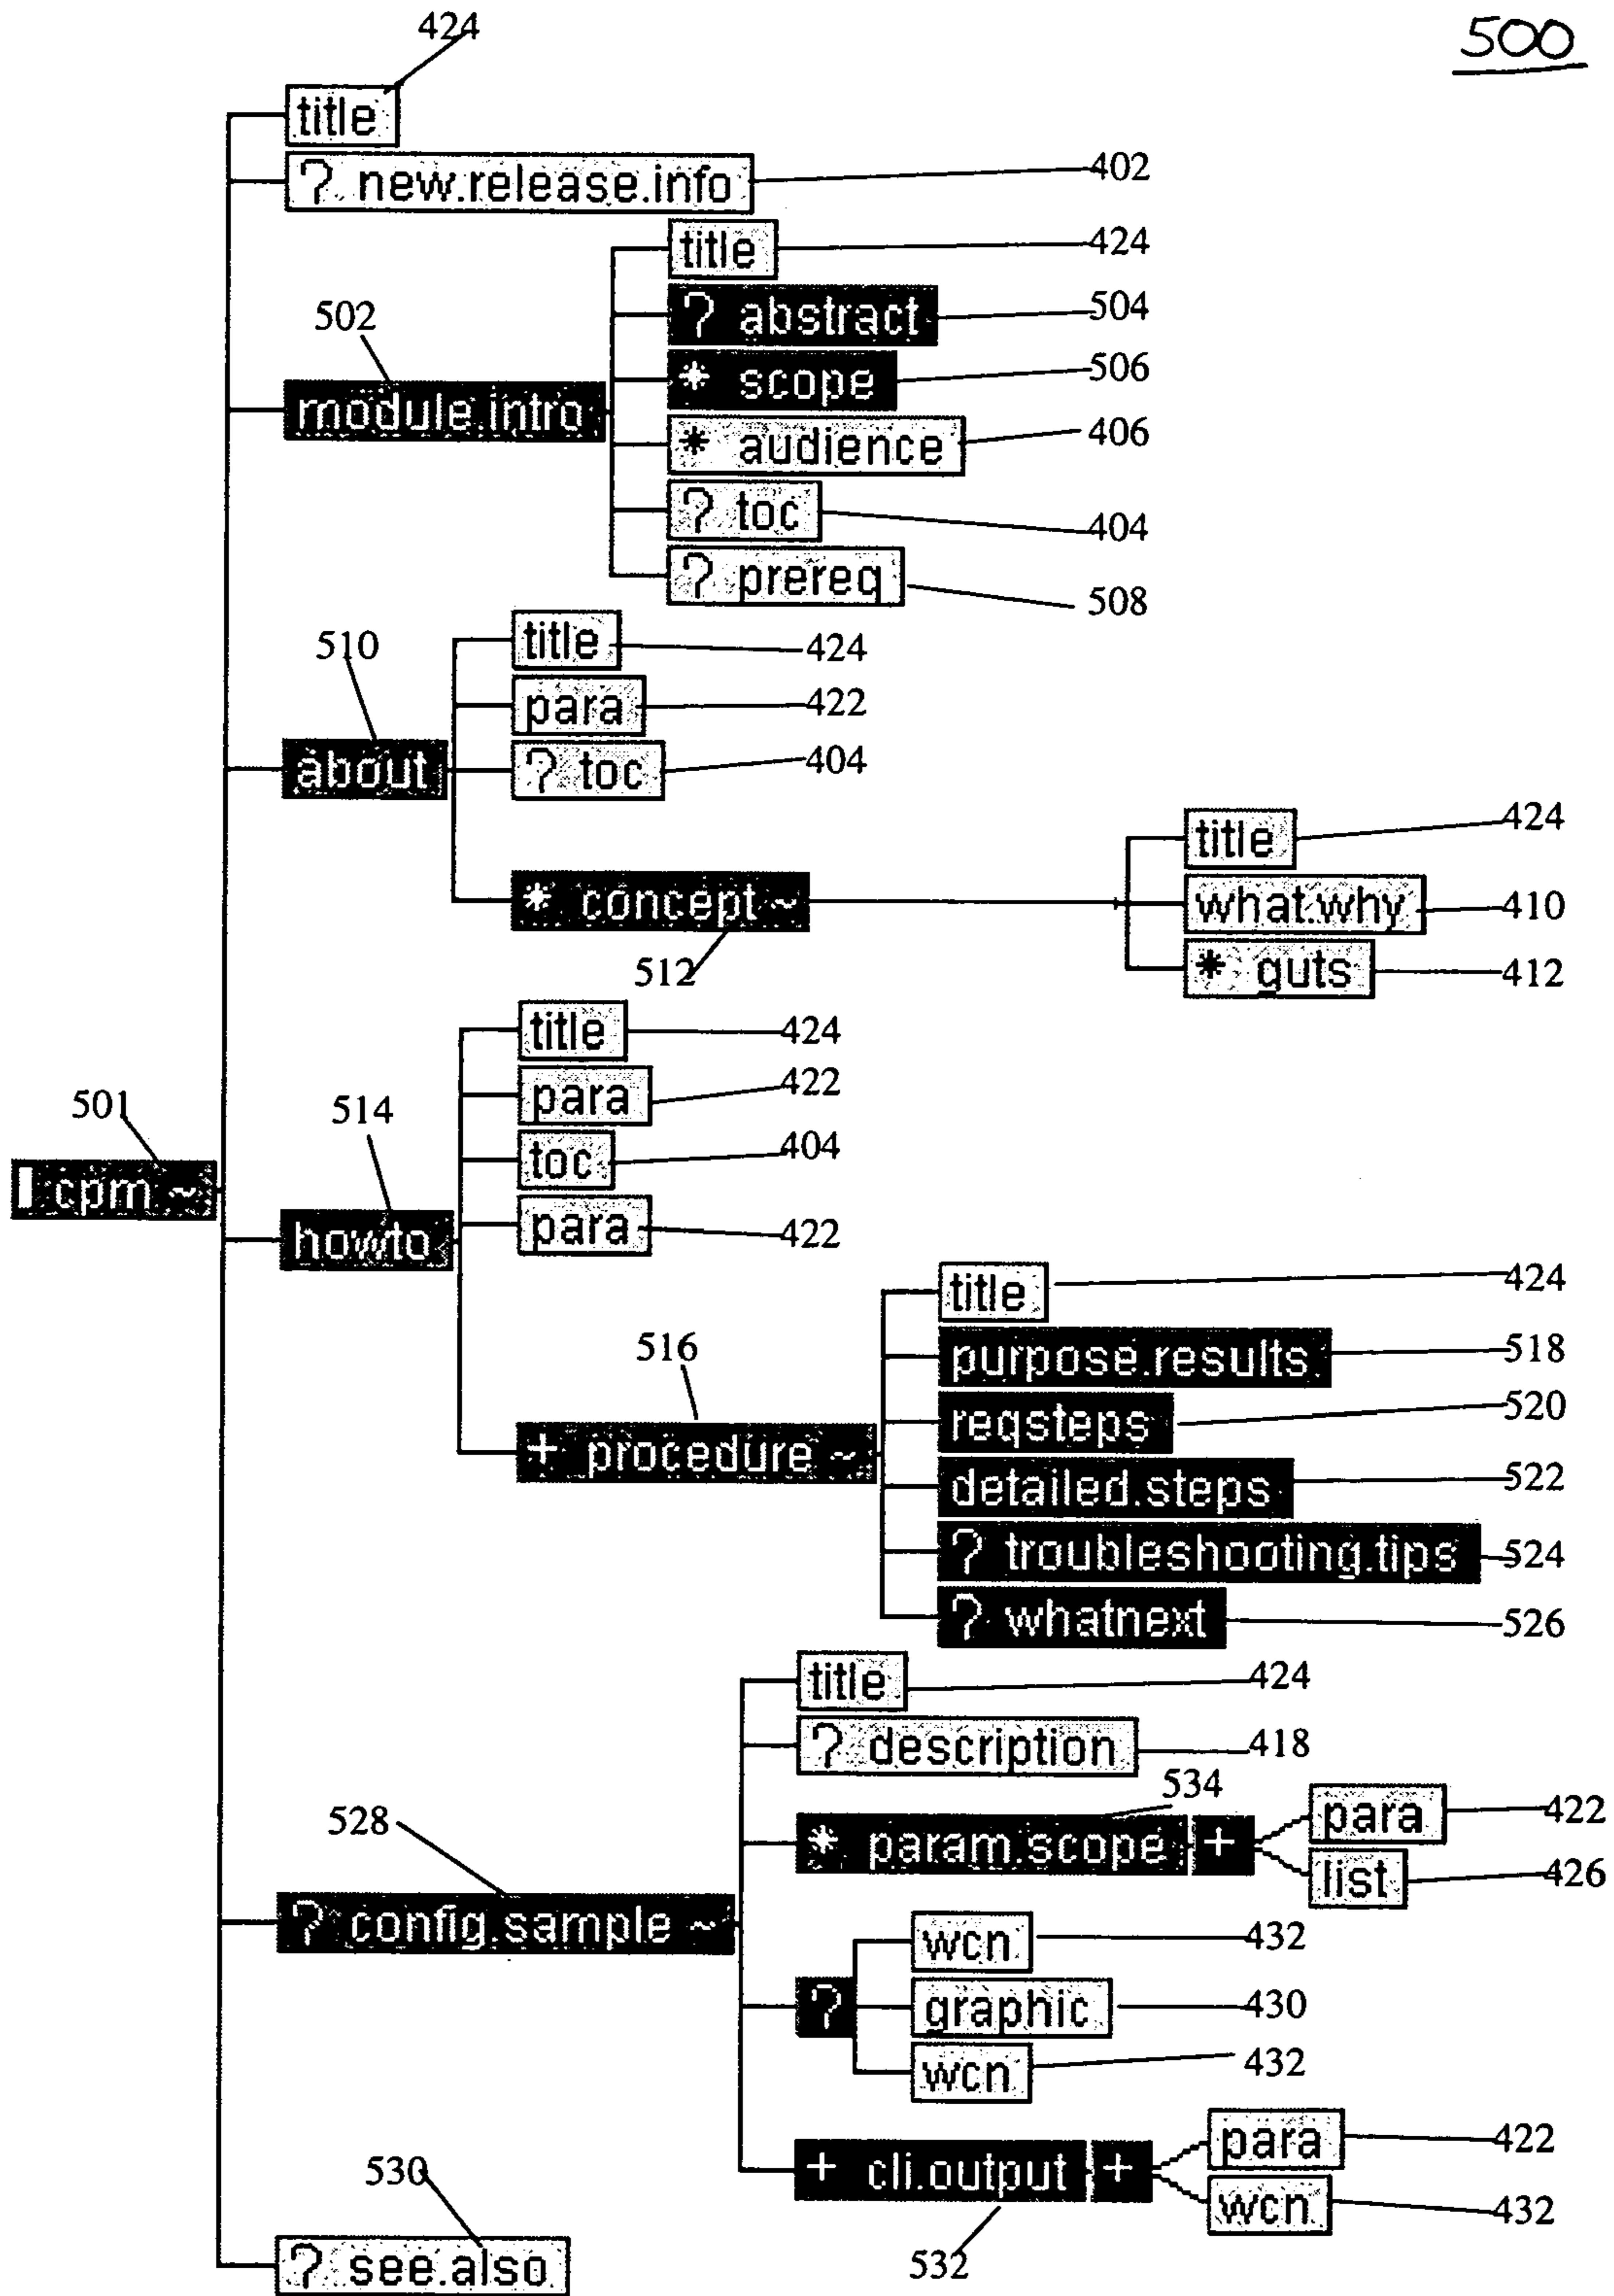 424
500
title
? new.release.info 402
title 424
502
? abstract 504
* scope 506
module.intro
* audience 406
? toc 404
? prereq 508
510
title 424
para 422
about
? toc 404
title 424
* concept ~
what.why 410
512
* guts 412
title 424
501
514
para 422
toc 404
cpm ~
para 422
howto
title 424
516
purpose.results 518
reqsteps 520
+ procedure ~
detailed.steps 522
? troubleshooting.tips 524
? whatnext 526
title 424
? description 418
534
528
* param.scope +
para 422
list 426
? config.sample ~
wcn 432
?
graphic 430
wcn 432
para 422
530
+ cli.output +
wcn 432
? see.also
532